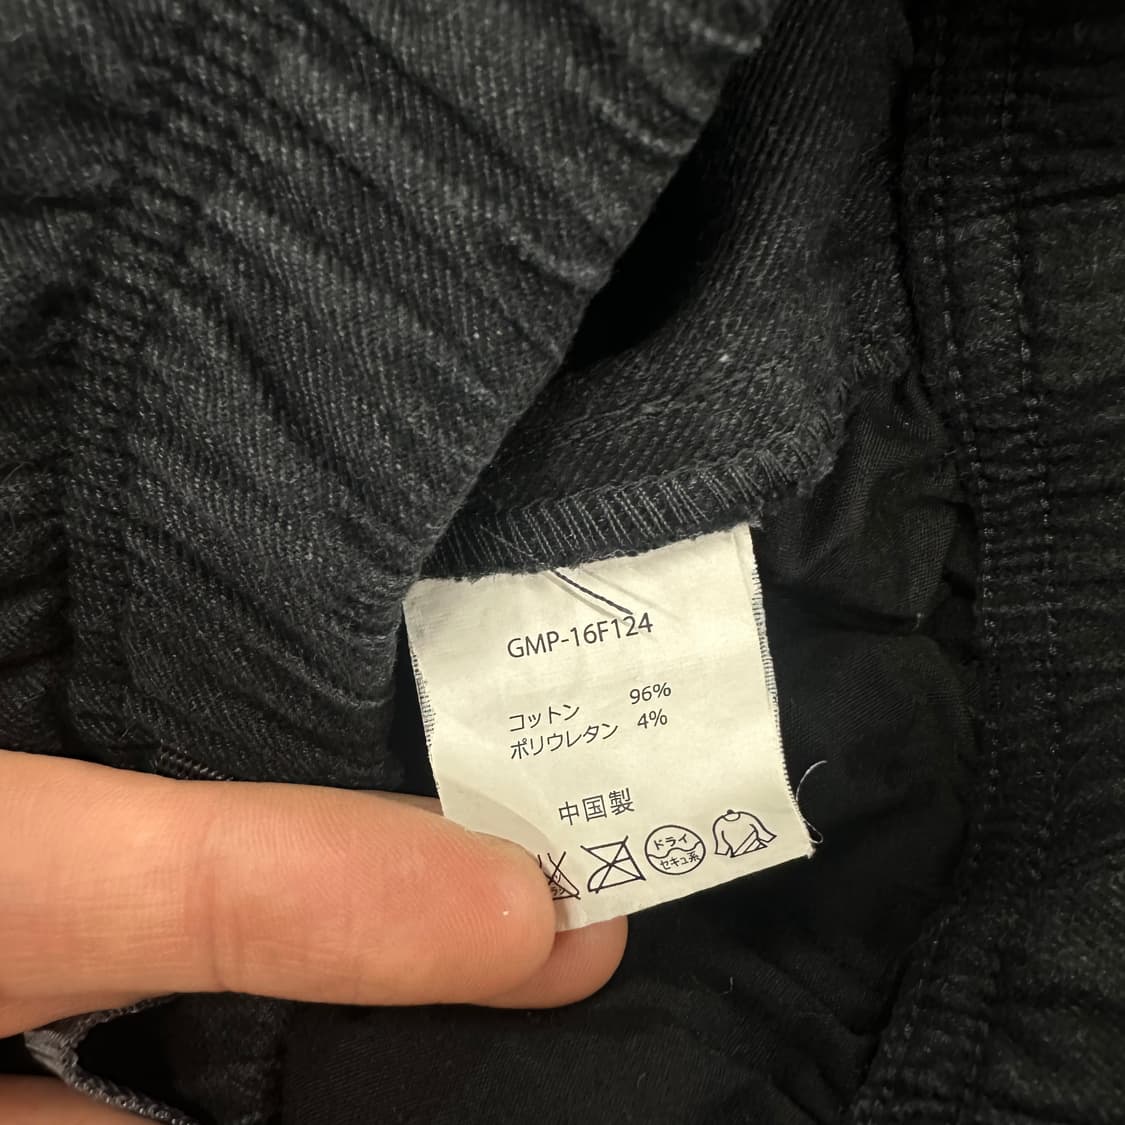 GMP-16F124
コットン 96%
ポリウレタン 4%
中国製
ドライ
セキュ系